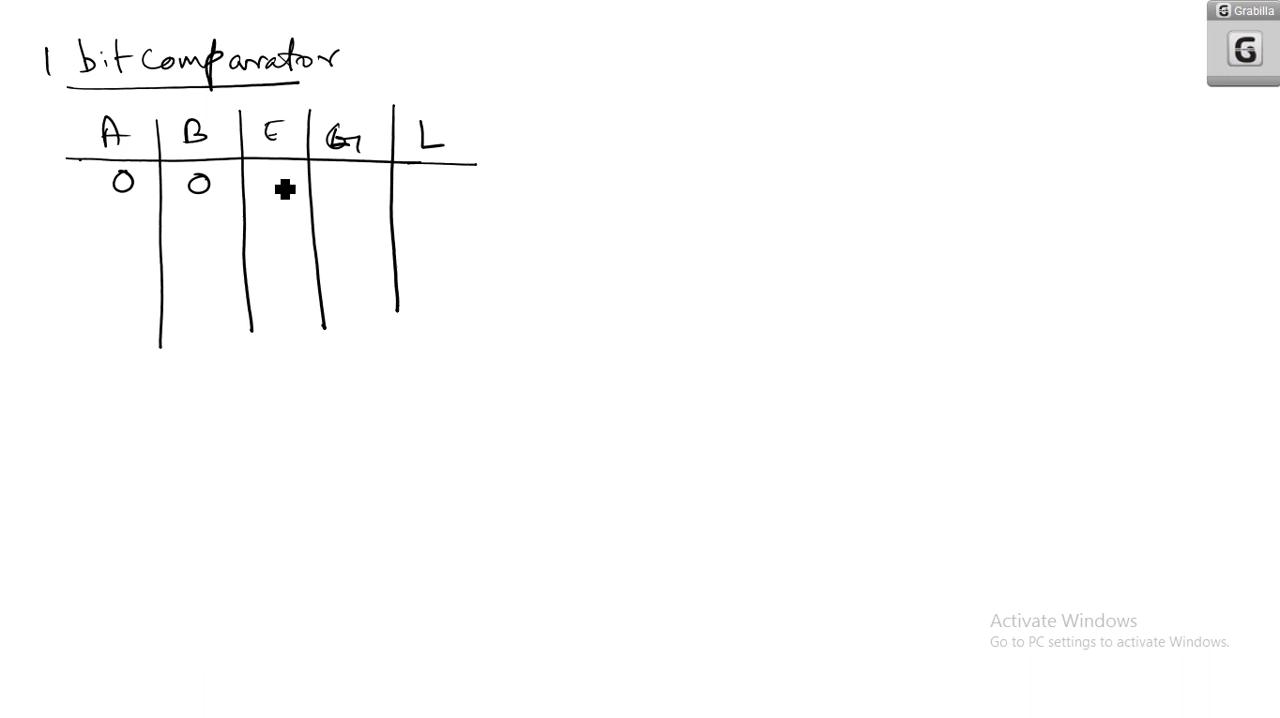 Grabilla
1 bit comparator
A B E G L
0 0
Activate Windows
Go to PC settings to activate Windows.